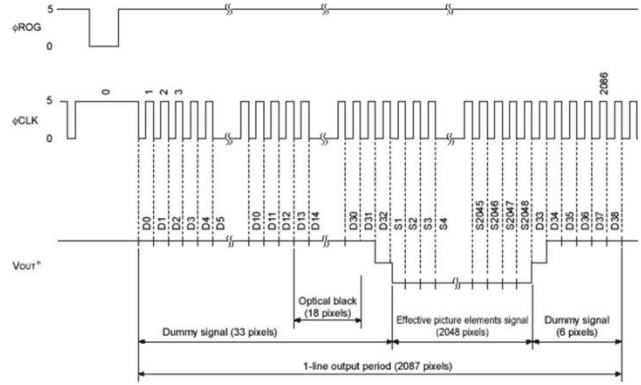 5
φROG
0
0 1 2 3 2086
5
φCLK
0
D0 D1 D2 D3 D4 D5 D10 D11 D12 D13 D14 D30 D31 D32 S1 S2 S3 S4 S2045 S2046 S2047 S2048 D33 D34 D35 D36 D37 D38
VOUT*
Optical black
(18 pixels)
Dummy signal (33 pixels)
Effective picture elements signal
(2048 pixels)
Dummy signal
(6 pixels)
1-line output period (2087 pixels)